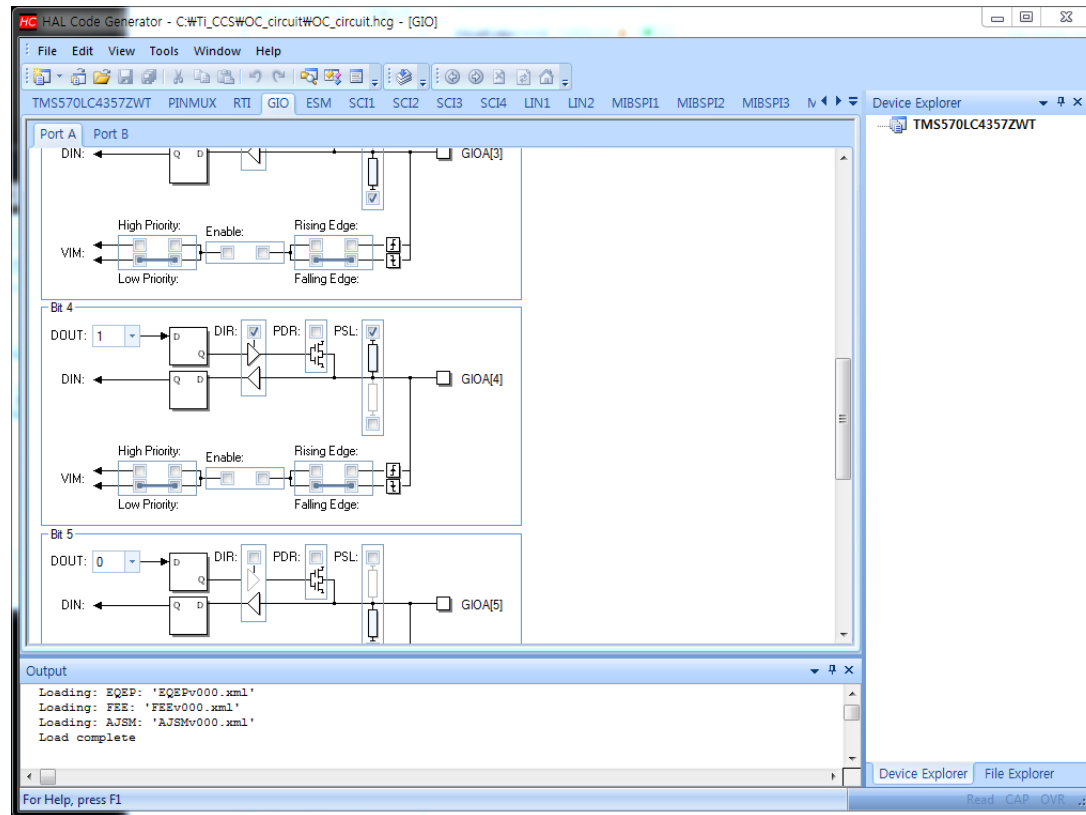 HC HAL Code Generator - C:₩Ti_CCS₩OC_circuit₩OC_circuit.hcg - [GIO]
File Edit View Tools Window Help
TMS570LC4357ZWT PINMUX RTI GIO ESM SCI1 SCI2 SCI3 SCI4 LIN1 LIN2 MIBSPI1 MIBSPI2 MIBSPI3
Device Explorer
TMS570LC4357ZWT
Port A Port B
DIN: Q D GIOA[3]
High Priority: Enable: Rising Edge:
VIM:
Low Priority: Falling Edge:
Bit 4
DOUT: 1 D Q DIR: PDR: PSL:
DIN: Q D GIOA[4]
High Priority: Enable: Rising Edge:
VIM:
Low Priority: Falling Edge:
Bit 5
DOUT: 0 D Q DIR: PDR: PSL:
DIN: Q D GIOA[5]
Output
Loading: EQEP: 'EQEPv000.xml'
Loading: FEE: 'FEEv000.xml'
Loading: AJSM: 'AJSMv000.xml'
Load complete
Device Explorer File Explorer
For Help, press F1
Read CAP OVR